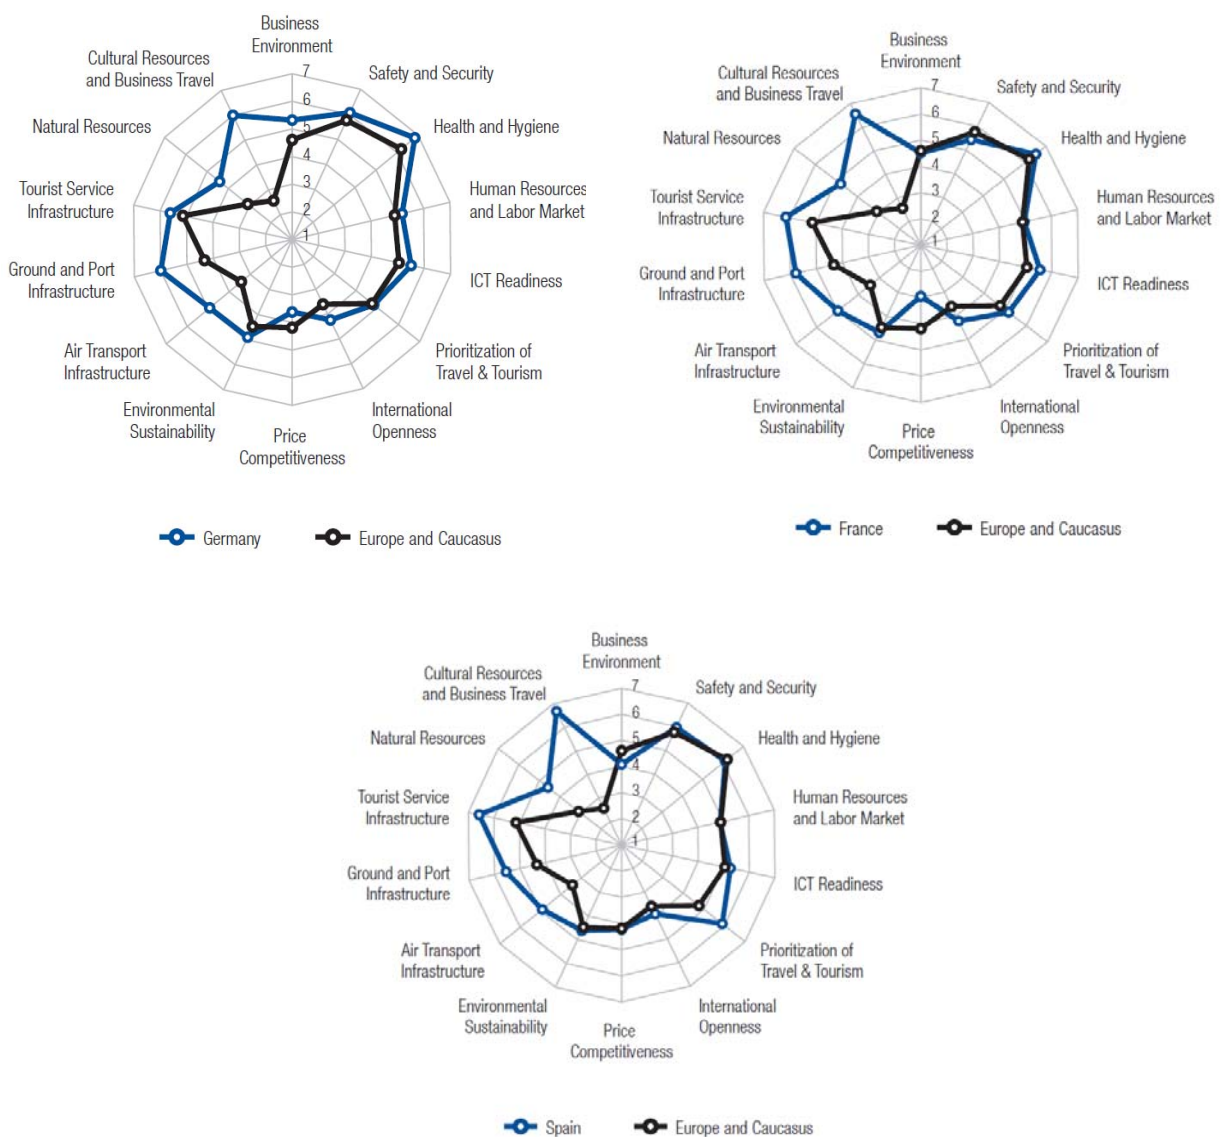 Business
Environment
Cultural Resources
and Business Travel
Safety and Security
Natural Resources
Health and Hygiene
Tourist Service
Infrastructure
Human Resources
and Labor Market
Ground and Port
Infrastructure
ICT Readiness
Air Transport
Infrastructure
Prioritization of
Travel & Tourism
Environmental
Sustainability
International
Openness
Price
Competitiveness
7
6
5
4
3
2
1
Germany
Europe and Caucasus
Business
Environment
Cultural Resources
and Business Travel
Safety and Security
Natural Resources
Health and Hygiene
Tourist Service
Infrastructure
Human Resources
and Labor Market
Ground and Port
Infrastructure
ICT Readiness
Air Transport
Infrastructure
Prioritization of
Travel & Tourism
Environmental
Sustainability
International
Openness
Price
Competitiveness
7
6
5
4
3
2
1
France
Europe and Caucasus
Business
Environment
Cultural Resources
and Business Travel
Safety and Security
Natural Resources
Health and Hygiene
Tourist Service
Infrastructure
Human Resources
and Labor Market
Ground and Port
Infrastructure
ICT Readiness
Air Transport
Infrastructure
Prioritization of
Travel & Tourism
Environmental
Sustainability
International
Openness
Price
Competitiveness
7
6
5
4
3
2
1
Spain
Europe and Caucasus